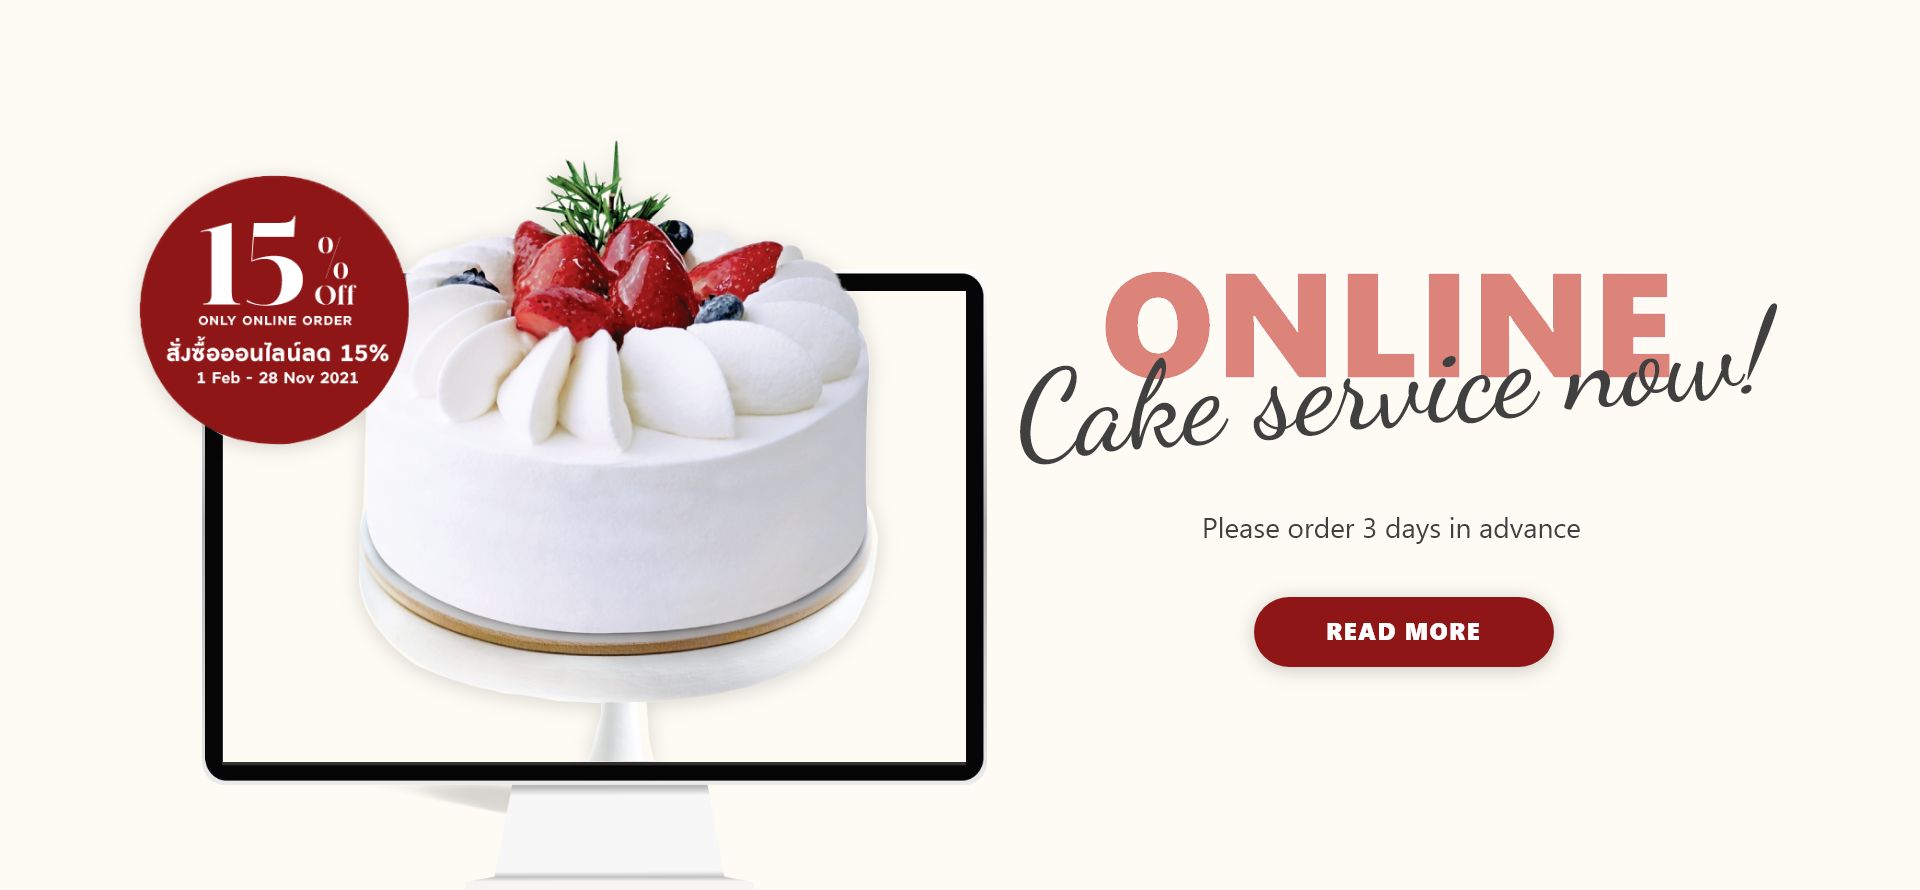 15% Off
ONLY ONLINE ORDER
สั่งซื้อออนไลน์ลด 15%
1 Feb - 28 Nov 2021
ONLINE
Cake service now!
Please order 3 days in advance
READ MORE